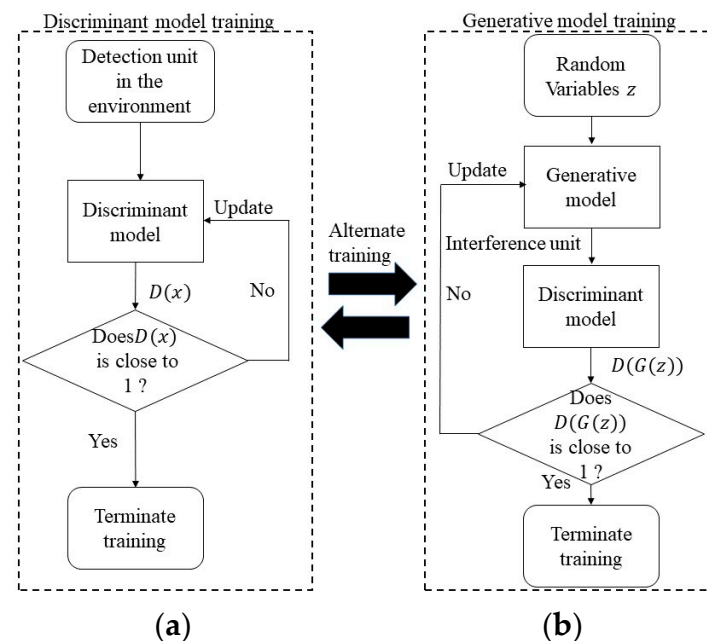 Discriminant model training
Detection unit
in the
environment
Discriminant
model
Update
D(x)
No
DoesD(x)
is close to
1 ?
Yes
Terminate
training
(a)
Alternate
training
Generative model training
Random
Variables z
Update
Generative
model
Interference unit
No
Discriminant
model
D(G(z))
Does
D(G(z))
is close to
1 ?
Yes
Terminate
training
(b)